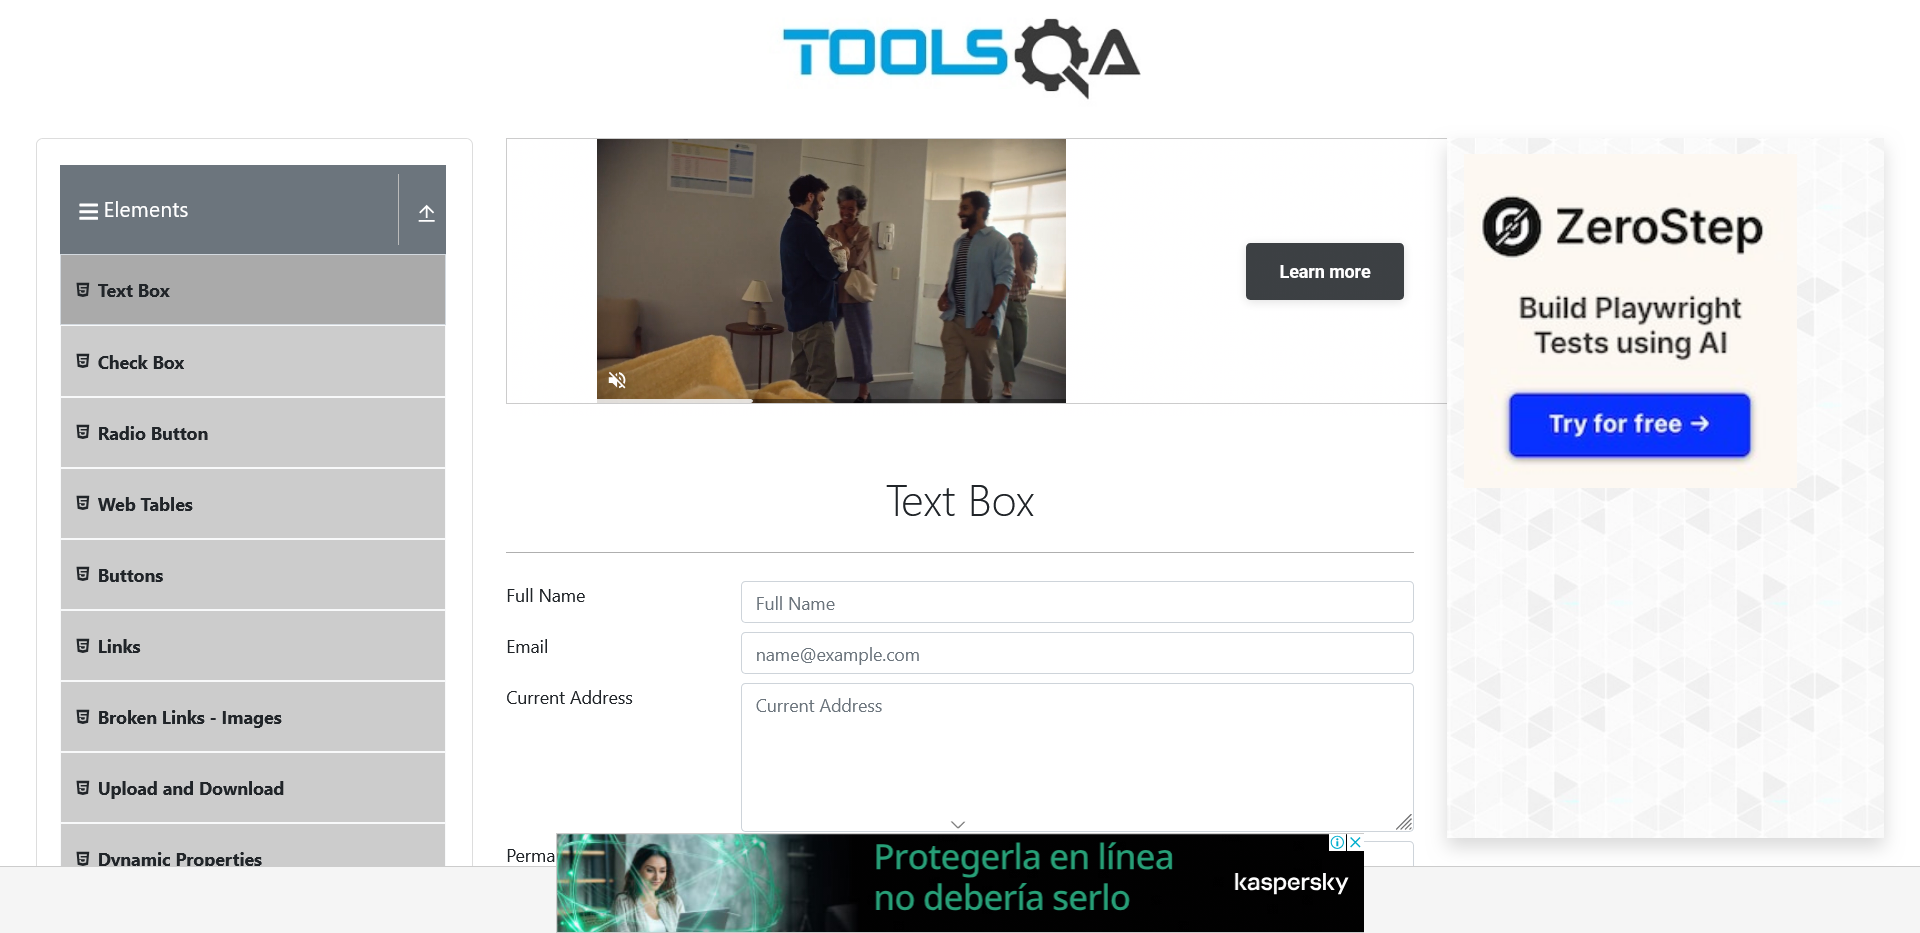 TOOLSQA
Elements
Text Box
Check Box
Radio Button
Web Tables
Buttons
Links
Broken Links - Images
Upload and Download
Dynamic Properties
Learn more
Text Box
Full Name
Full Name
Email
name@example.com
Current Address
Current Address
Perma
ZeroStep
Build Playwright
Tests using AI
Try for free →
Protegerla en línea
no debería serlo
kaspersky